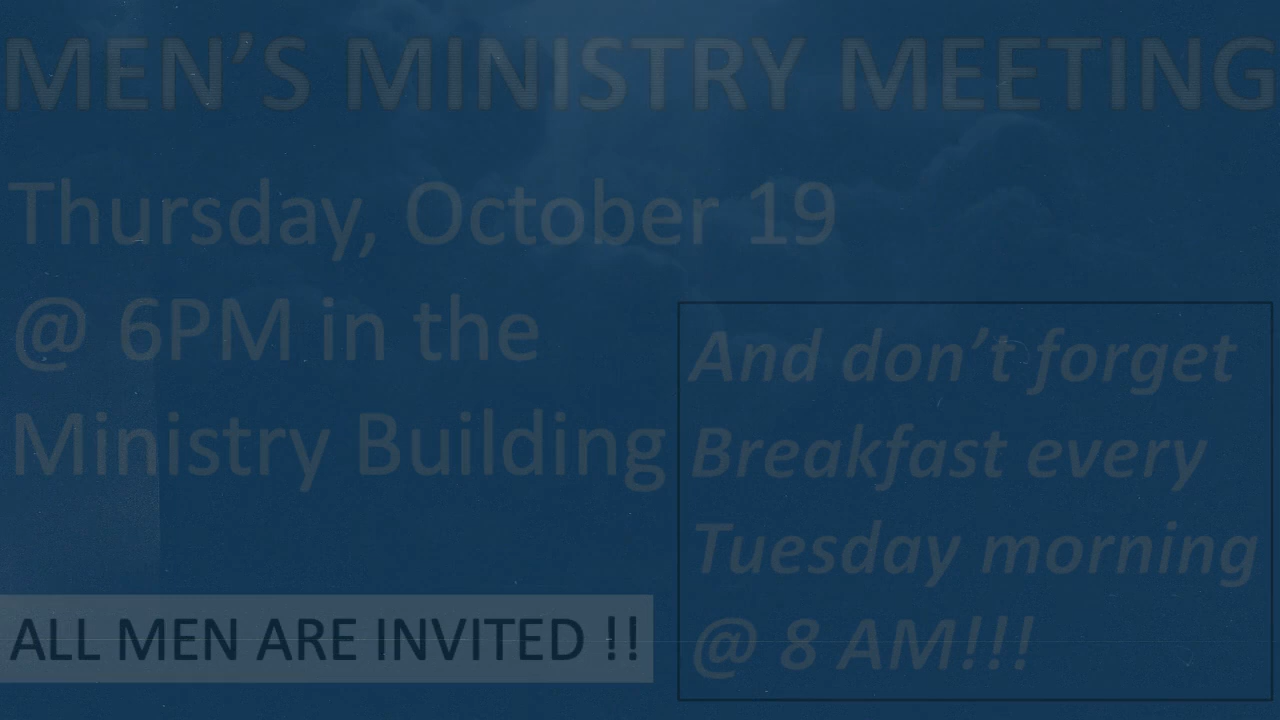 MEN’S MINISTRY MEETING
Thursday, October 19
@ 6PM in the
Ministry Building
ALL MEN ARE INVITED !!
And don’t forget
Breakfast every
Tuesday morning
@ 8 AM!!!